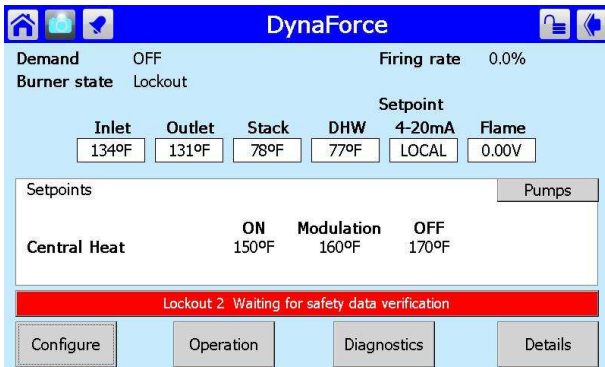 DynaForce
Demand OFF Firing rate 0.0%
Burner state Lockout
Setpoint
Inlet Outlet Stack DHW 4-20mA Flame
134ºF 131ºF 78ºF 77ºF LOCAL 0.00V
Setpoints Pumps
ON Modulation OFF
Central Heat 150ºF 160ºF 170ºF
Lockout 2 Waiting for safety data verification
Configure Operation Diagnostics Details